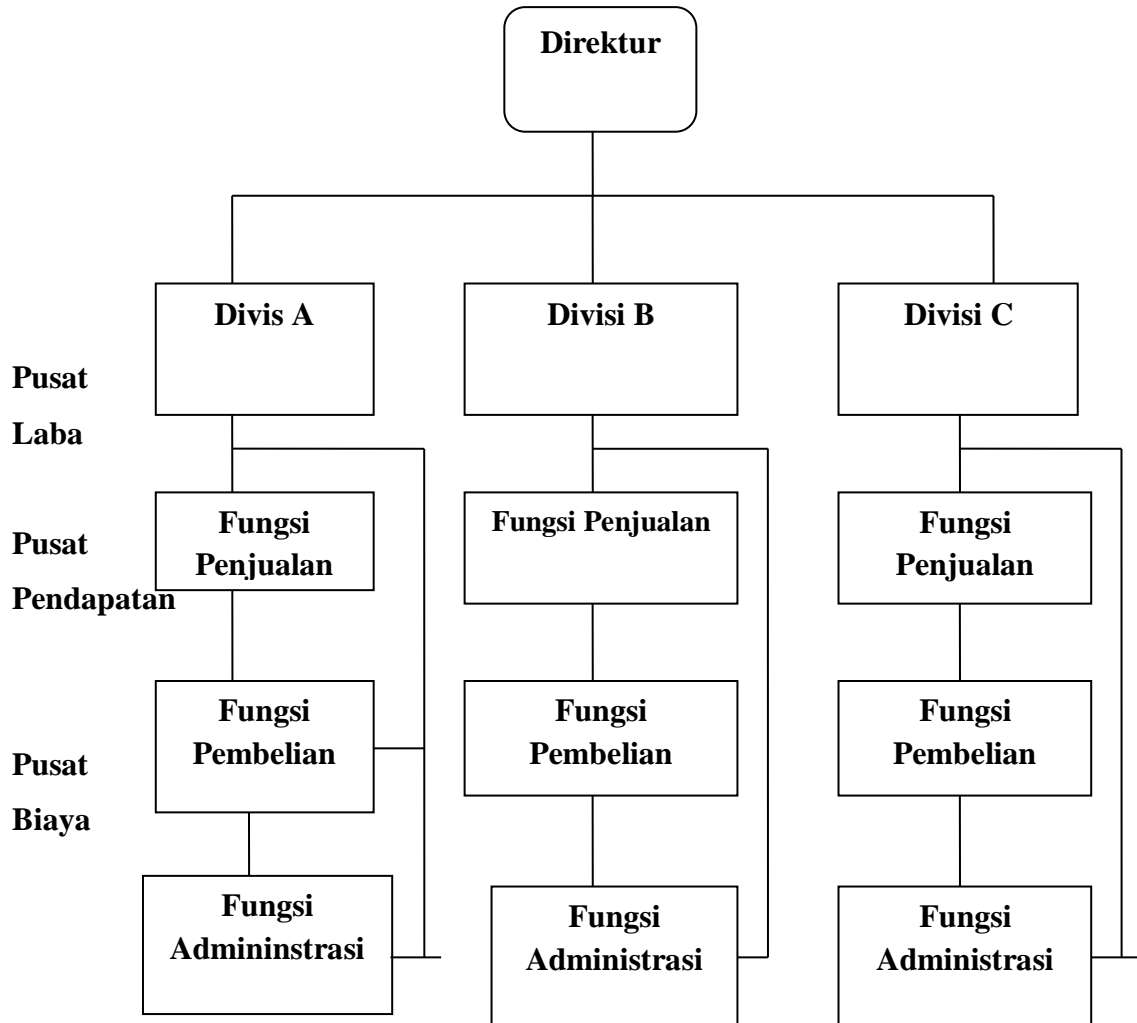 Direktur
Divis A
Divisi B
Divisi C
Pusat
Laba
Fungsi
Penjualan
Fungsi Penjualan
Fungsi
Penjualan
Pusat
Pendapatan
Fungsi
Pembelian
Fungsi
Pembelian
Fungsi
Pembelian
Pusat
Biaya
Fungsi
Admininstrasi
Fungsi
Administrasi
Fungsi
Administrasi